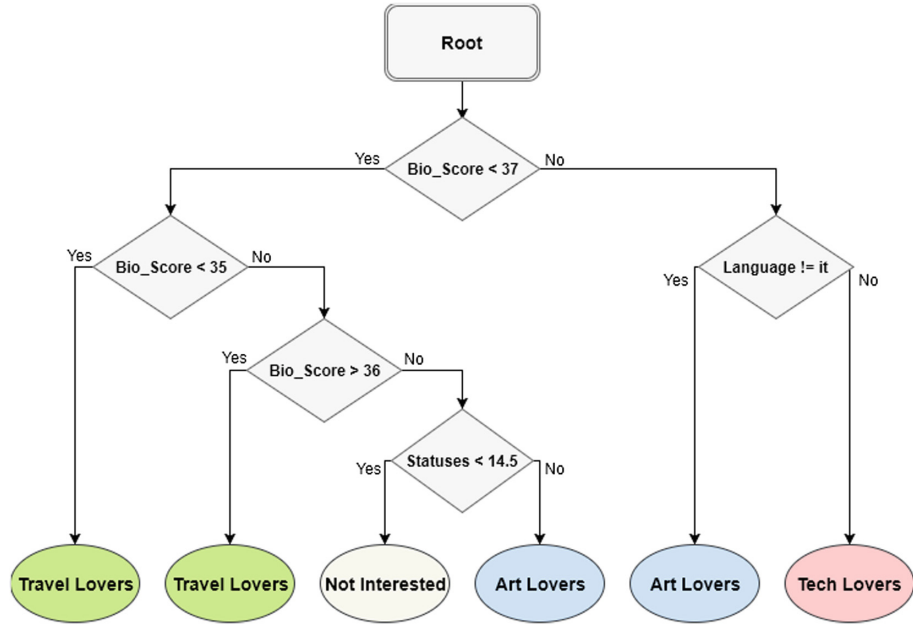 Root
Yes
Bio_Score < 37
No
Yes
Bio_Score < 35
No
Yes
Language != it
No
Yes
Bio_Score > 36
No
Yes
Statuses < 14.5
No
Travel Lovers
Travel Lovers
Not Interested
Art Lovers
Art Lovers
Tech Lovers